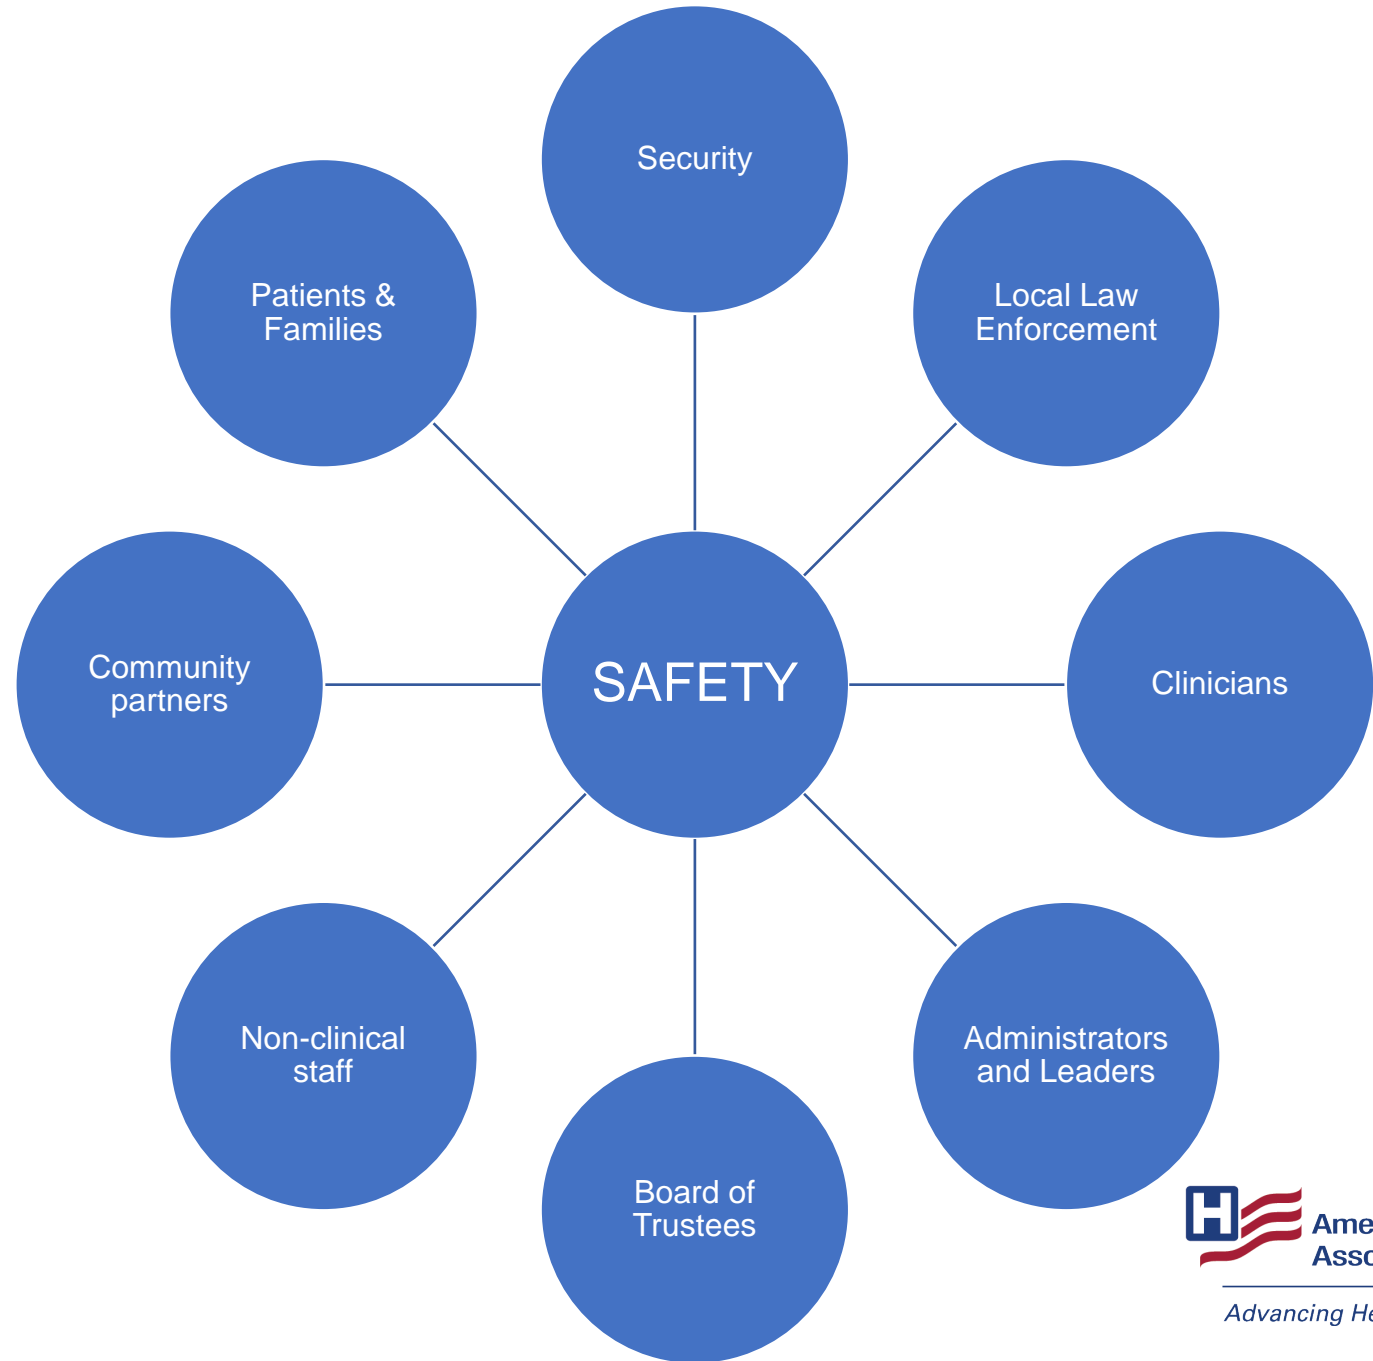 Security
Patients &
Families
Local Law
Enforcement
Community
partners
SAFETY
Clinicians
Non-clinical
staff
Administrators
and Leaders
Board of
Trustees
H
Advancing